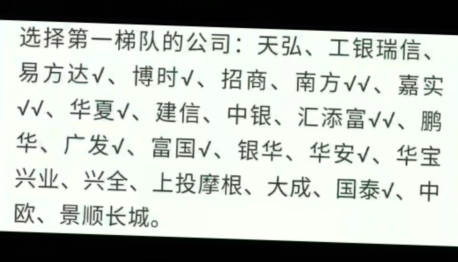 选择第一梯队的公司：天弘、工银瑞信、
易方达√、博时√、招商、南方√√、嘉实
√√、华夏√、建信、中银、汇添富√√、鹏
华、广发√、富国√、银华、华安√、华宝
兴业、兴全、上投摩根、大成、国泰√、中
欧、景顺长城。